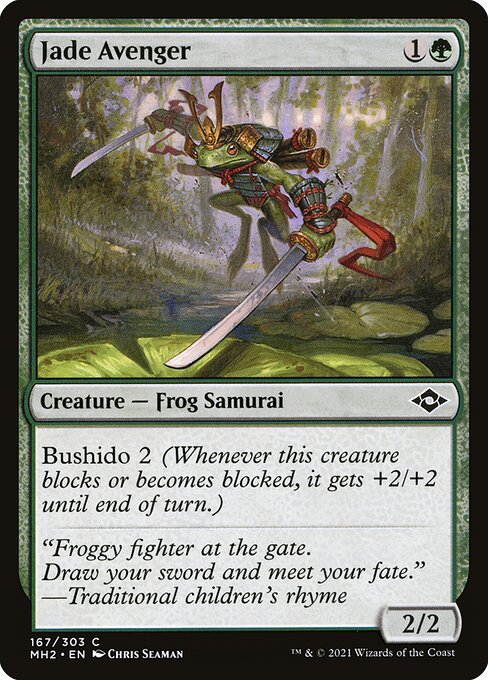 Jade Avenger 1
Creature — Frog Samurai
Bushido 2 (Whenever this creature
blocks or becomes blocked, it gets +2/+2
until end of turn.)
“Froggy fighter at the gate.
Draw your sword and meet your fate.”
—Traditional children’s rhyme
2/2
167/303 C
MH2 • EN Chris Seaman
™ & © 2021 Wizards of the Coast